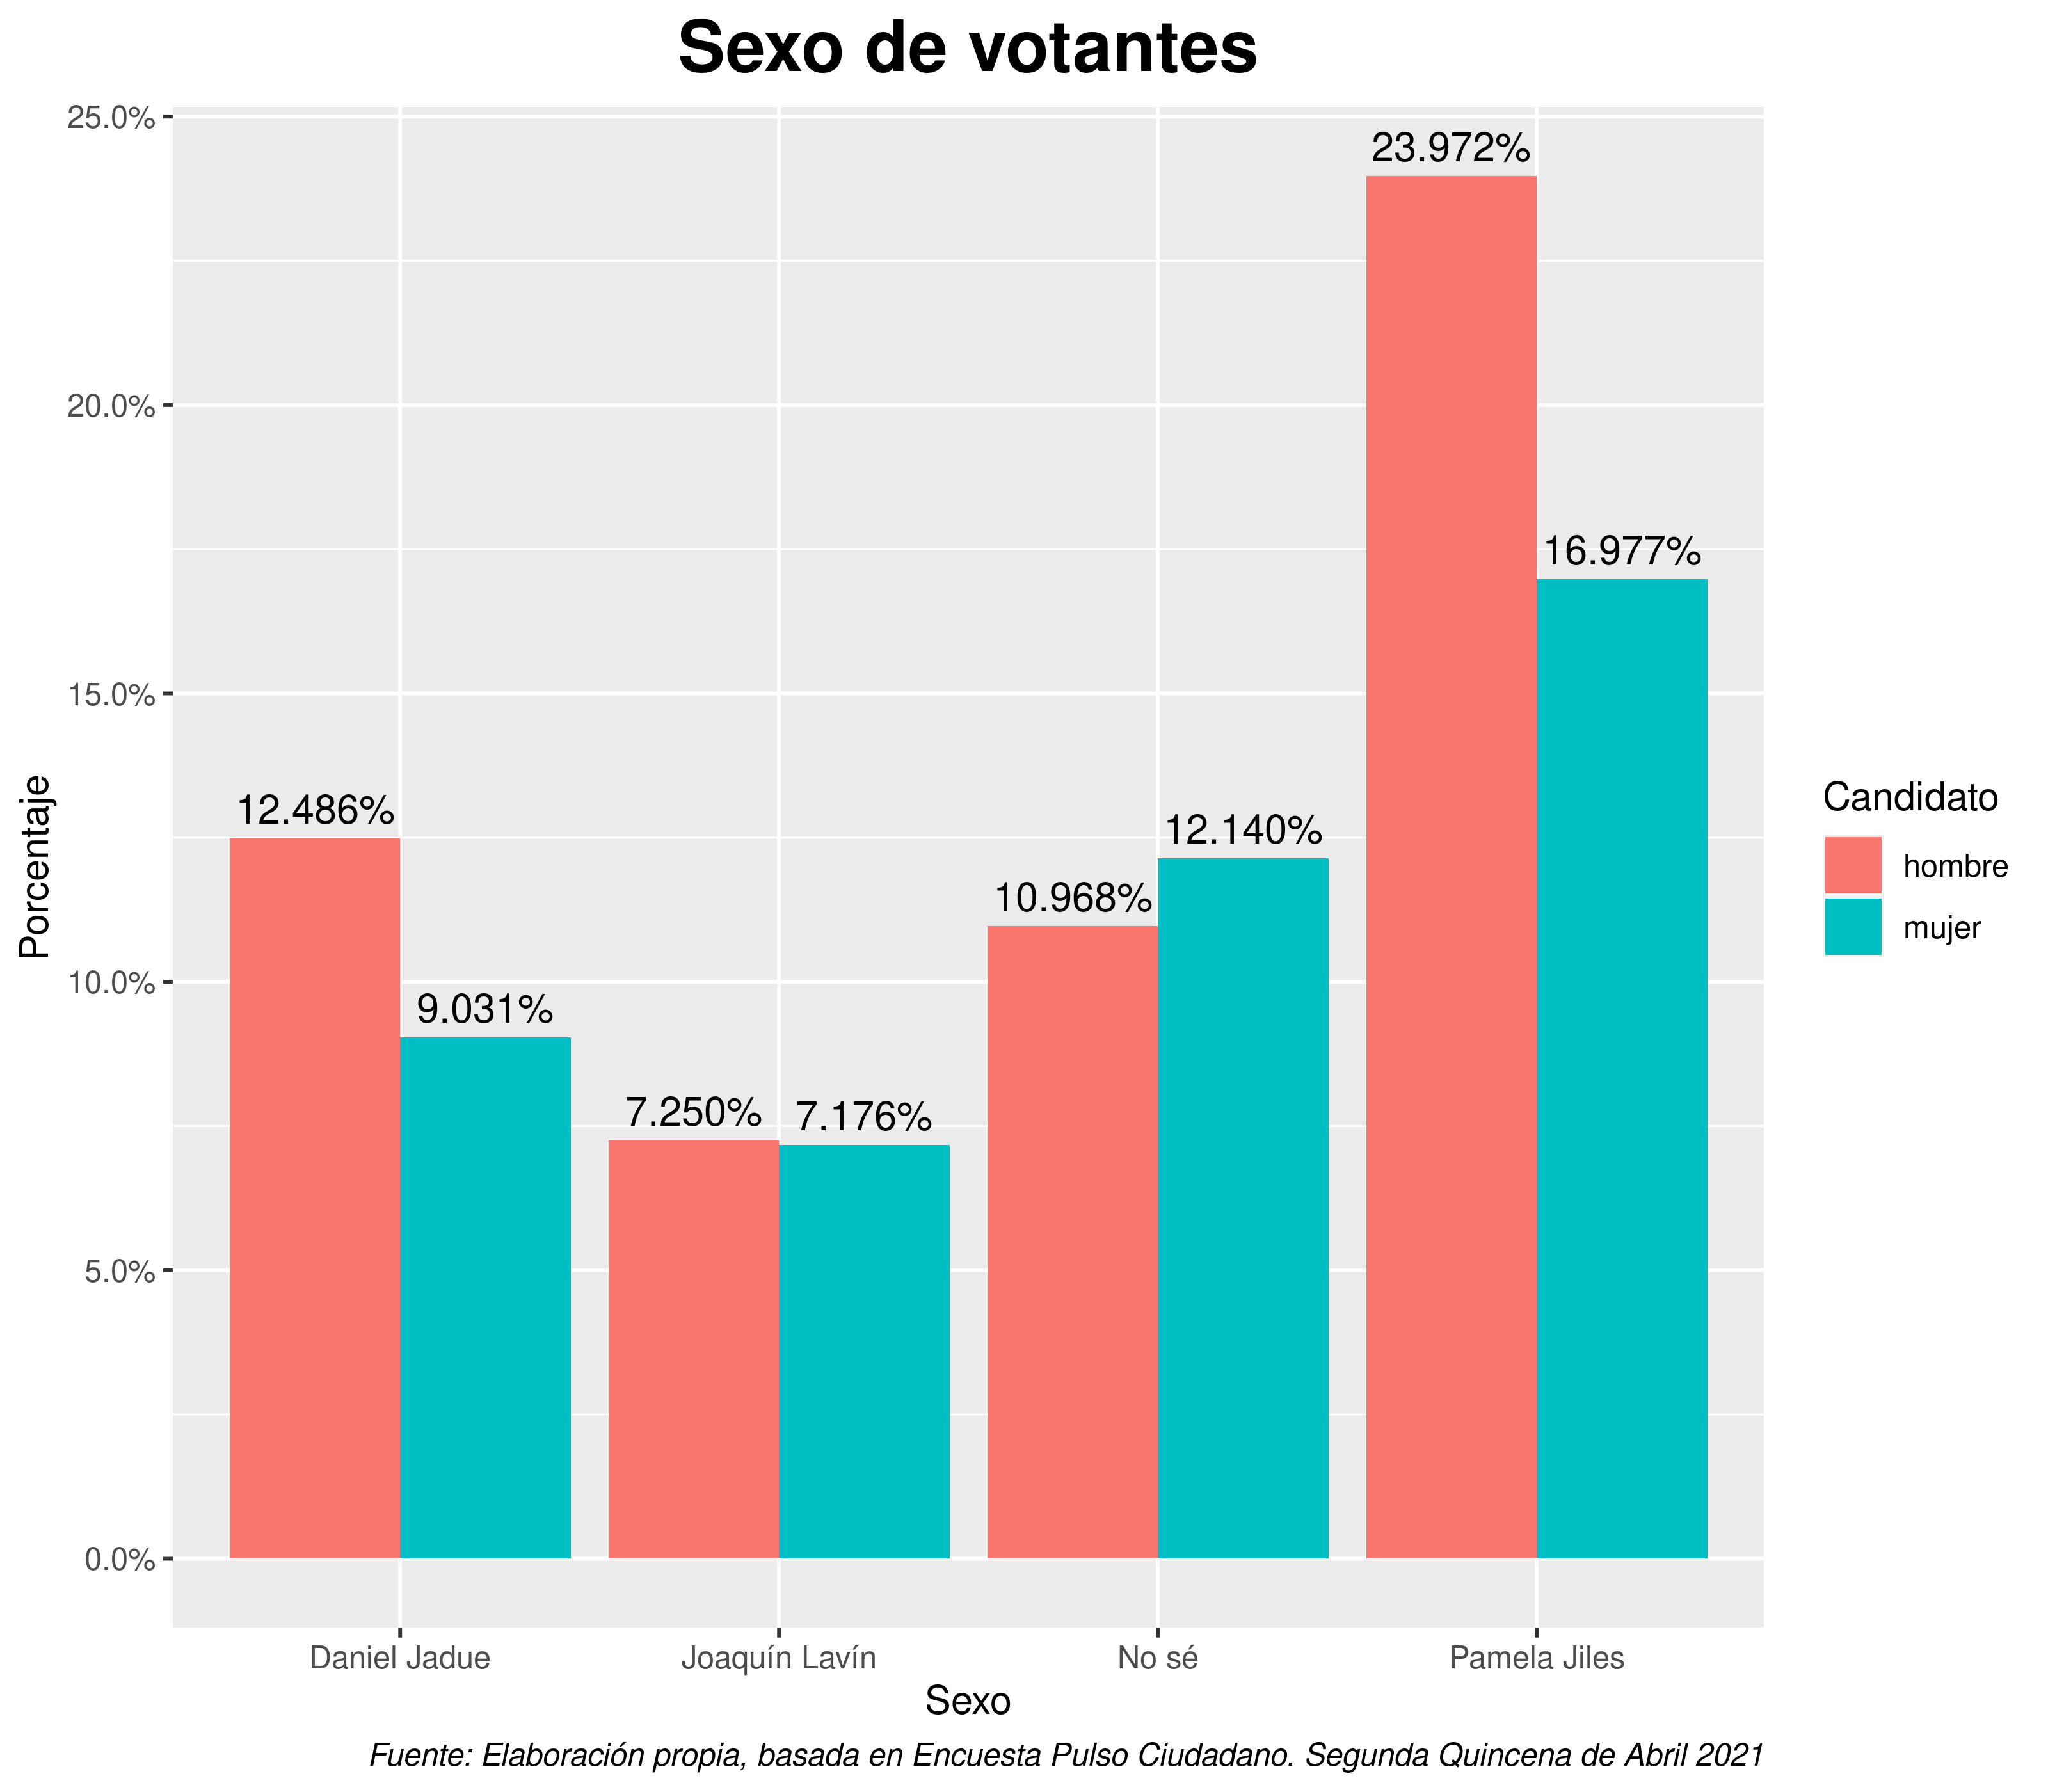 Sexo de votantes
25.0%
20.0%
15.0%
10.0%
5.0%
0.0%
Porcentaje
12.486%
9.031%
7.250%
7.176%
10.968%
12.140%
23.972%
16.977%
Candidato
hombre
mujer
Daniel Jadue
Joaquín Lavín
No sé
Pamela Jiles
Sexo
Fuente: Elaboración propia, basada en Encuesta Pulso Ciudadano. Segunda Quincena de Abril 2021